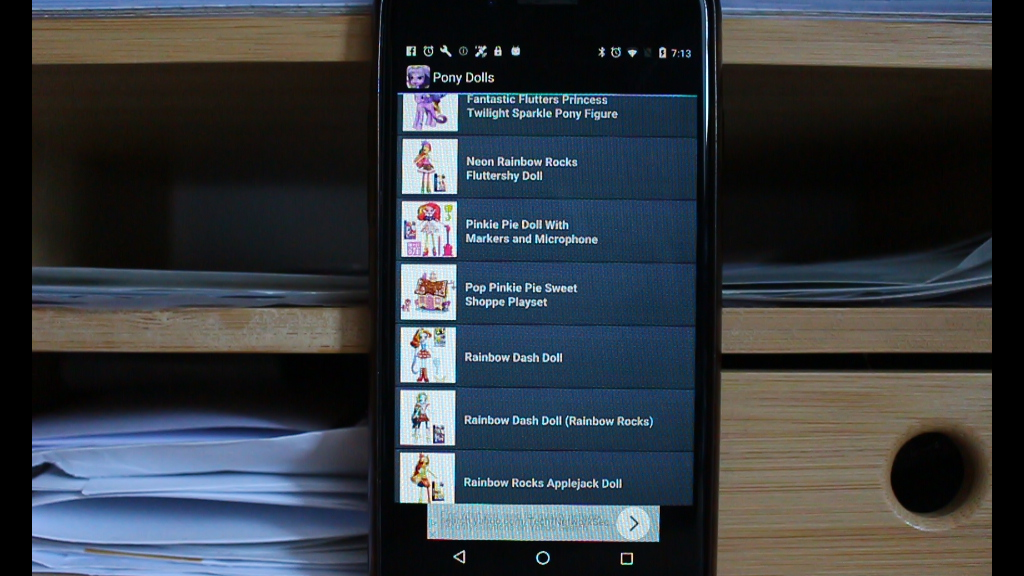 7:13
Pony Dolls
Fantastic Flutters Princess
Twilight Sparkle Pony Figure
Neon Rainbow Rocks
Fluttershy Doll
Pinkie Pie Doll With
Markers and Microphone
Pop Pinkie Pie Sweet
Shoppe Playset
Rainbow Dash Doll
Rainbow Dash Doll (Rainbow Rocks)
Rainbow Rocks Applejack Doll